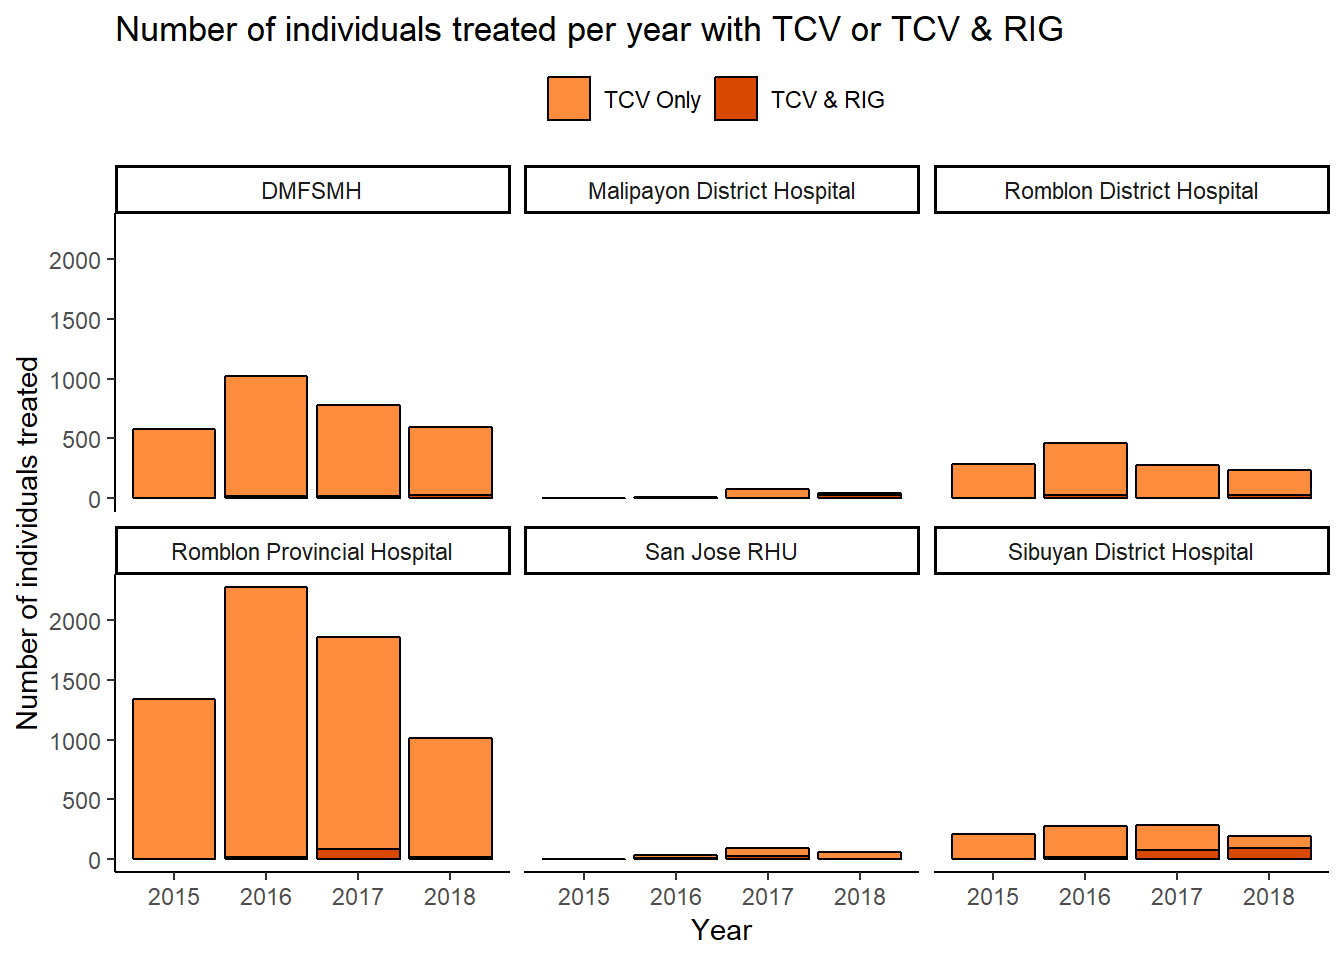 Number of individuals treated per year with TCV or TCV & RIG
TCV Only TCV & RIG
DMFSMH Malipayon District Hospital Romblon District Hospital
2000
1500
1000
500
0
Number of individuals treated
Romblon Provincial Hospital San Jose RHU Sibuyan District Hospital
2000
1500
1000
500
0
2015 2016 2017 2018 2015 2016 2017 2018 2015 2016 2017 2018
Year